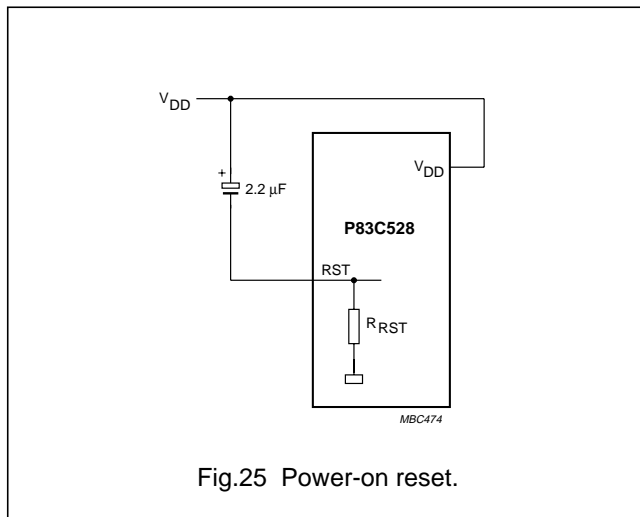 VDD
VDD
+
2.2 μF
P83C528
RST
RRST
MBC474
Fig.25 Power-on reset.